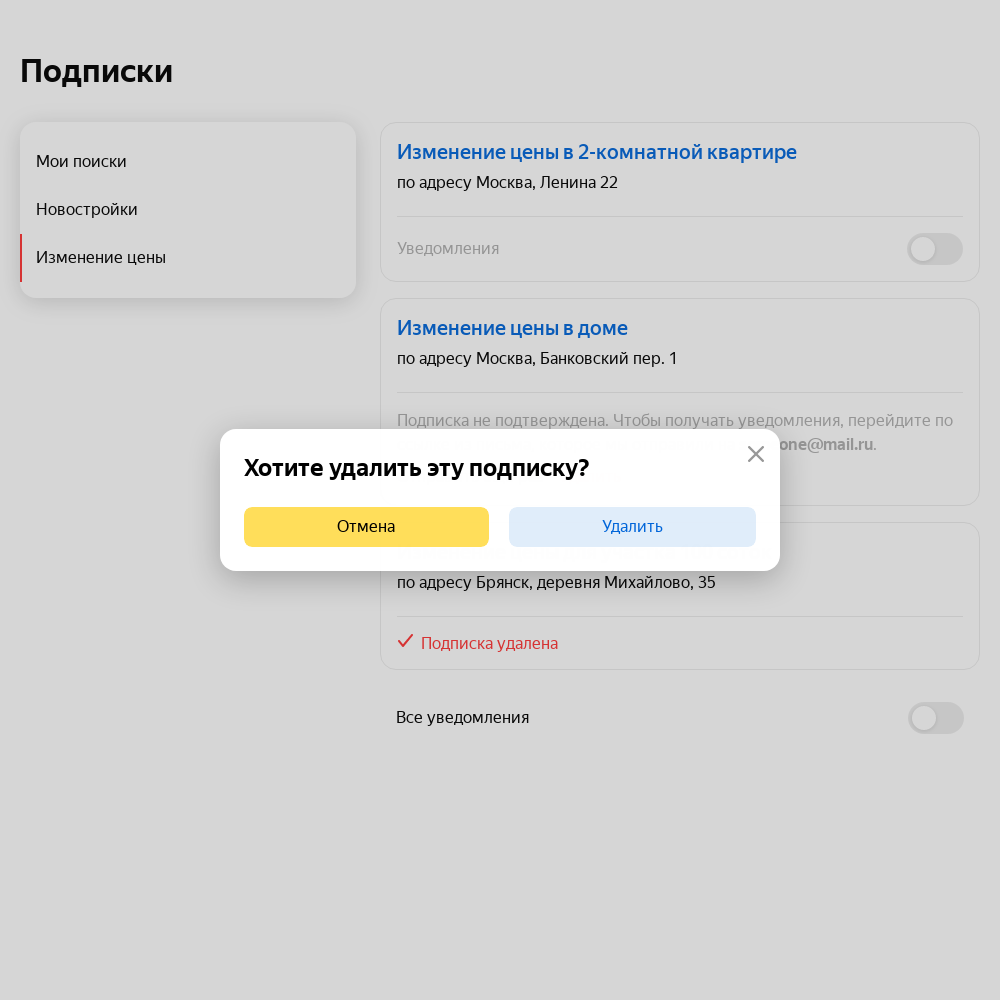 Подписки
Мои поиски
Новостройки
Изменение цены
Изменение цены в 2-комнатной квартире
по адресу Москва, Ленина 22
Уведомления
Изменение цены в доме
по адресу Москва, Банковский пер. 1
Подписка не подтверждена. Чтобы получать уведомления, перейдите по
one@mail.ru.
Хотите удалить эту подписку?
Отмена
Удалить
по адресу Брянск, деревня Михайлово, 35
Подписка удалена
Все уведомления